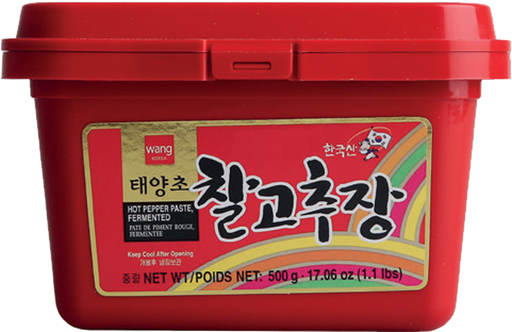 wang
KOREA
한국산
태양초
찰고추장
HOT PEPPER PASTE,
FERMENTED
PATE DE PIMENT ROUGE,
FERMENTEE
Keep Cool After Opening
개봉후 냉장보관
중량 NET WT/POIDS NET: 500 g · 17.06 oz (1.1 lbs)